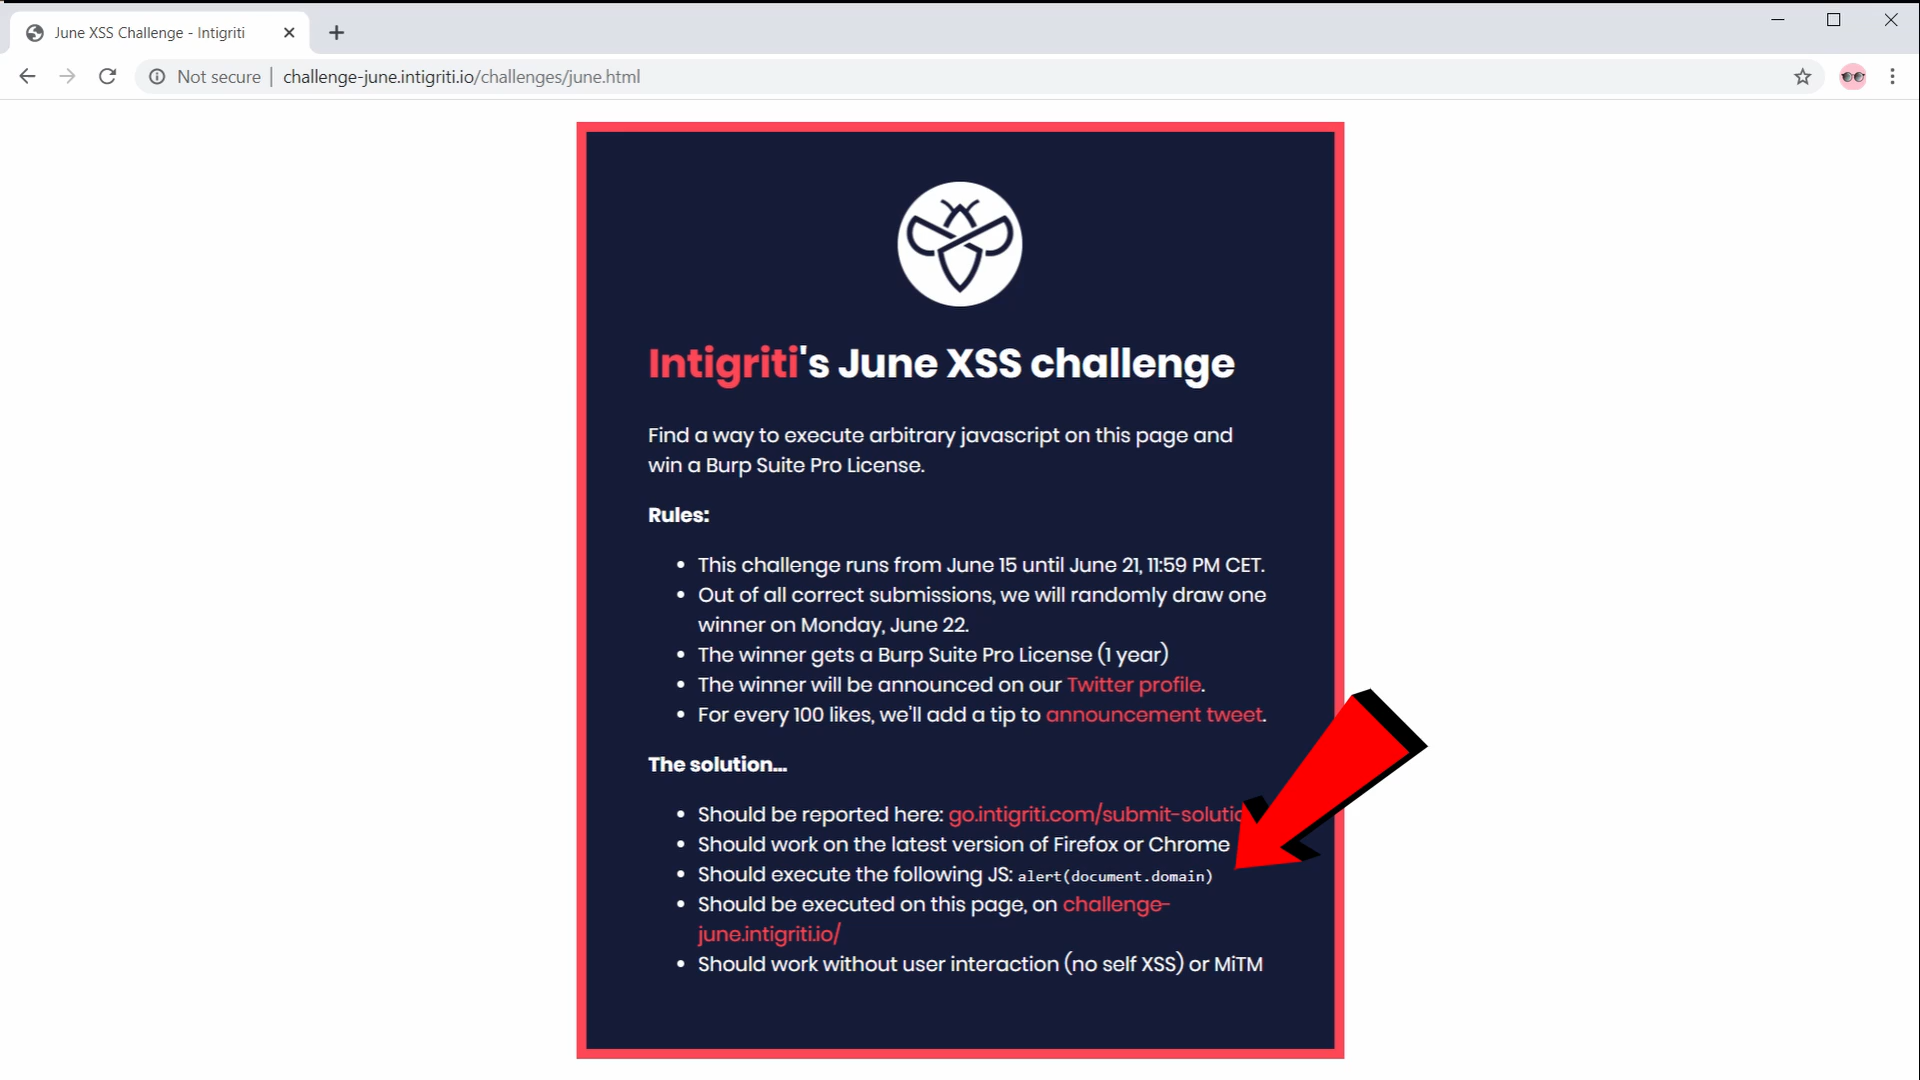 June XSS Challenge - Intigriti
Not secure | challenge-june.intigriti.io/challenges/june.html
Intigriti's June XSS challenge
Find a way to execute arbitrary javascript on this page and
win a Burp Suite Pro License.
Rules:
• This challenge runs from June 15 until June 21, 11:59 PM CET.
• Out of all correct submissions, we will randomly draw one
winner on Monday, June 22.
• The winner gets a Burp Suite Pro License (1 year)
• The winner will be announced on our Twitter profile.
• For every 100 likes, we'll add a tip to announcement tweet.
The solution...
• Should be reported here: go.intigriti.com/submit-solutio
• Should work on the latest version of Firefox or Chrome
• Should execute the following JS: alert(document.domain)
• Should be executed on this page, on challenge-
june.intigriti.io/
• Should work without user interaction (no self XSS) or MiTM